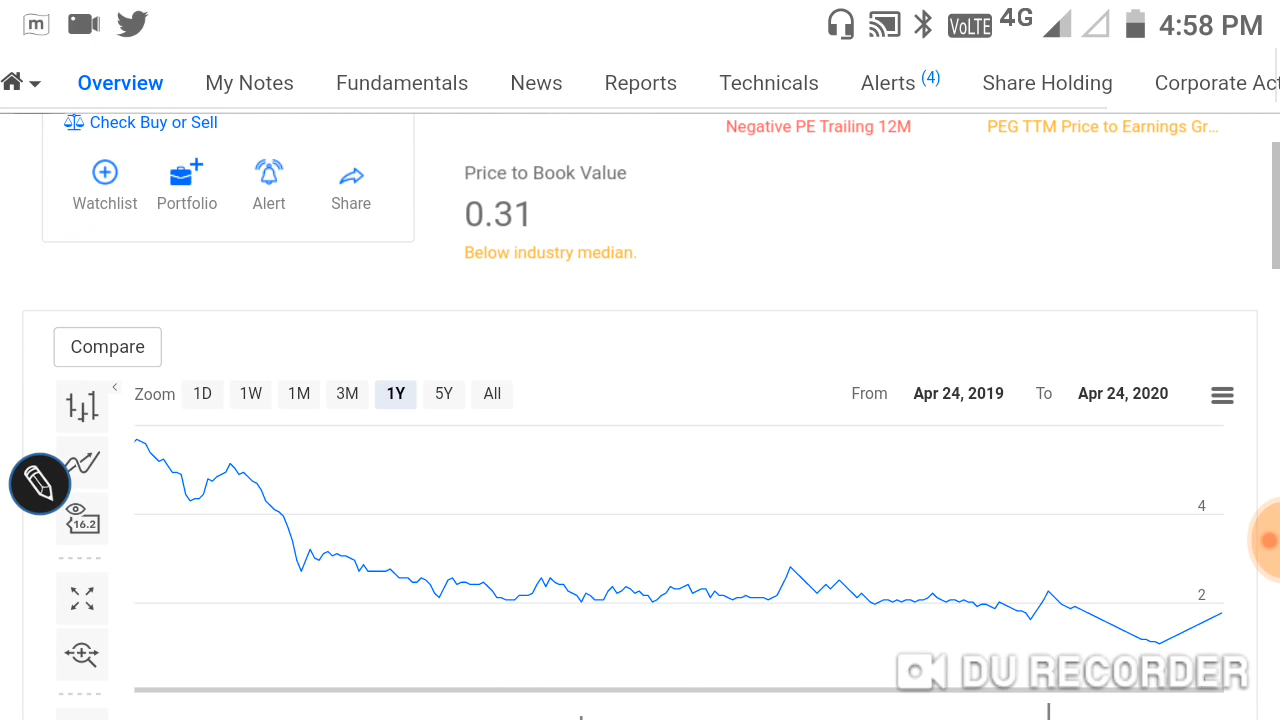 m VoLTE 4G 4:58 PM
Overview My Notes Fundamentals News Reports Technicals Alerts (4) Share Holding Corporate Act
Check Buy or Sell
Negative PE Trailing 12M PEG TTM Price to Earnings Gr...
Watchlist Portfolio Alert Share
Price to Book Value
0.31
Below industry median.
Compare
Zoom 1D 1W 1M 3M 1Y 5Y All From Apr 24, 2019 To Apr 24, 2020
4
16.2
2
DU RECORDER